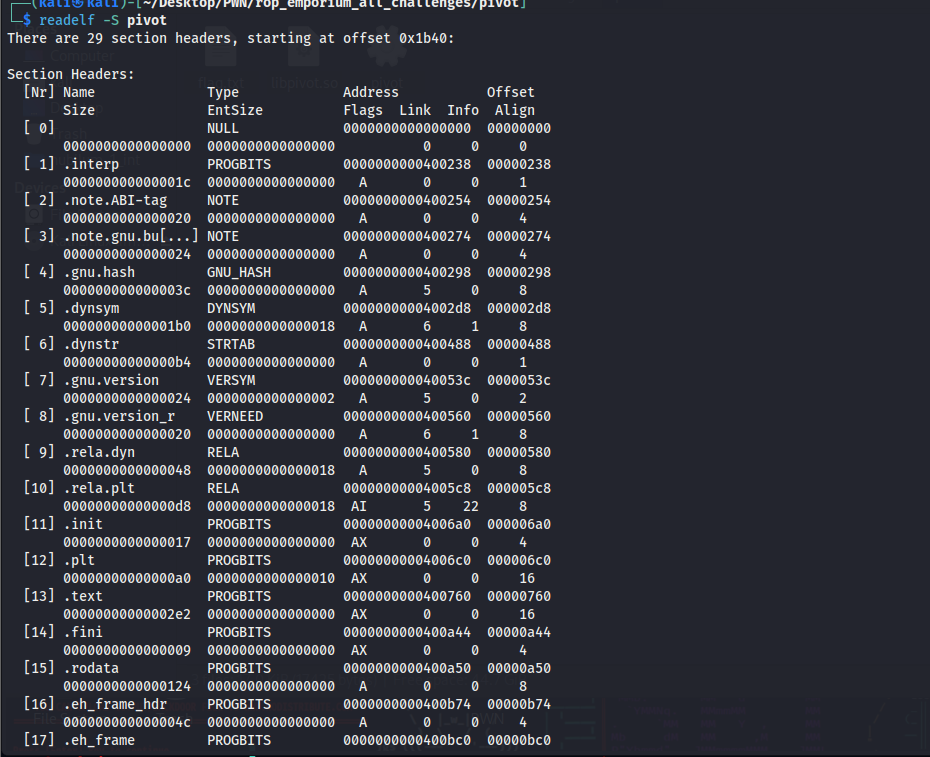 ┌──(kali㉿kali)-[~/Desktop/PWN/rop_emporium_all_challenges/pivot]
└─$ readelf -S pivot
There are 29 section headers, starting at offset 0x1b40:
Section Headers:
[Nr] Name Type Address Offset
Size EntSize Flags Link Info Align
[ 0] NULL 0000000000000000 00000000
0000000000000000 0000000000000000 0 0 0
[ 1] .interp PROGBITS 0000000000400238 00000238
000000000000001c 0000000000000000 A 0 0 1
[ 2] .note.ABI-tag NOTE 0000000000400254 00000254
0000000000000020 0000000000000000 A 0 0 4
[ 3] .note.gnu.bu[...] NOTE 0000000000400274 00000274
0000000000000024 0000000000000000 A 0 0 4
[ 4] .gnu.hash GNU_HASH 0000000000400298 00000298
000000000000003c 0000000000000000 A 5 0 8
[ 5] .dynsym DYNSYM 00000000004002d8 000002d8
00000000000001b0 0000000000000018 A 6 1 8
[ 6] .dynstr STRTAB 0000000000400488 00000488
00000000000000b4 0000000000000000 A 0 0 1
[ 7] .gnu.version VERSYM 000000000040053c 0000053c
0000000000000024 0000000000000002 A 5 0 2
[ 8] .gnu.version_r VERNEED 0000000000400560 00000560
0000000000000020 0000000000000000 A 6 1 8
[ 9] .rela.dyn RELA 0000000000400580 00000580
0000000000000048 0000000000000018 A 5 0 8
[10] .rela.plt RELA 00000000004005c8 000005c8
00000000000000d8 0000000000000018 AI 5 22 8
[11] .init PROGBITS 00000000004006a0 000006a0
0000000000000017 0000000000000000 AX 0 0 4
[12] .plt PROGBITS 00000000004006c0 000006c0
00000000000000a0 0000000000000010 AX 0 0 16
[13] .text PROGBITS 0000000000400760 00000760
00000000000002e2 0000000000000000 AX 0 0 16
[14] .fini PROGBITS 0000000000400a44 00000a44
0000000000000009 0000000000000000 AX 0 0 4
[15] .rodata PROGBITS 0000000000400a50 00000a50
0000000000000124 0000000000000000 A 0 0 8
[16] .eh_frame_hdr PROGBITS 0000000000400b74 00000b74
000000000000004c 0000000000000000 A 0 0 4
[17] .eh_frame PROGBITS 0000000000400bc0 00000bc0